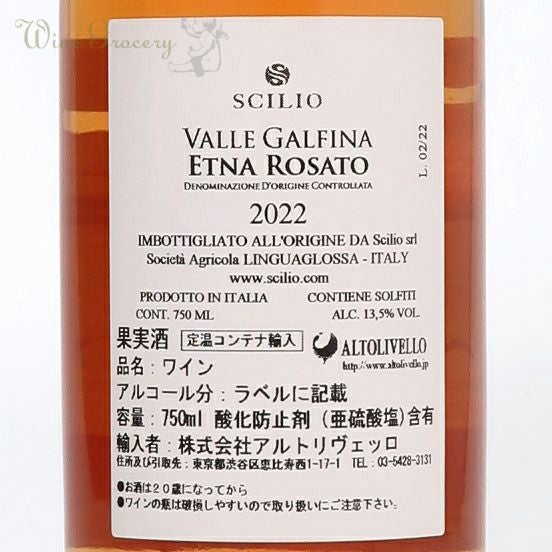 Wine Grocery
SCILIO
VALLE GALFINA
ETNA ROSATO
DENOMINAZIONE D'ORIGINE CONTROLLATA
L. 02/22
2022
IMBOTTIGLIATO ALL'ORIGINE DA Scilio srl
Società Agricola LINGUAGLOSSA - ITALY
www.scilio.com
PRODOTTO IN ITALIA CONTIENE SOLFITI
CONT. 750 ML ALC. 13,5% VOL.
果実酒 定温コンテナ輸入 ALTOLIVELLO
http://www.altolivello.jp
品名：ワイン
アルコール分：ラベルに記載
容量：750ml 酸化防止剤（亜硫酸塩)含有
輸入者：株式会社アルトリヴェッロ
住所及び引取先：東京都渋谷区恵比寿西1-17-1 TEL：03-5428-3131
●お酒は２０歳になってから
●ワインの瓶は破損しやすいので取り扱いにご注意下さい。